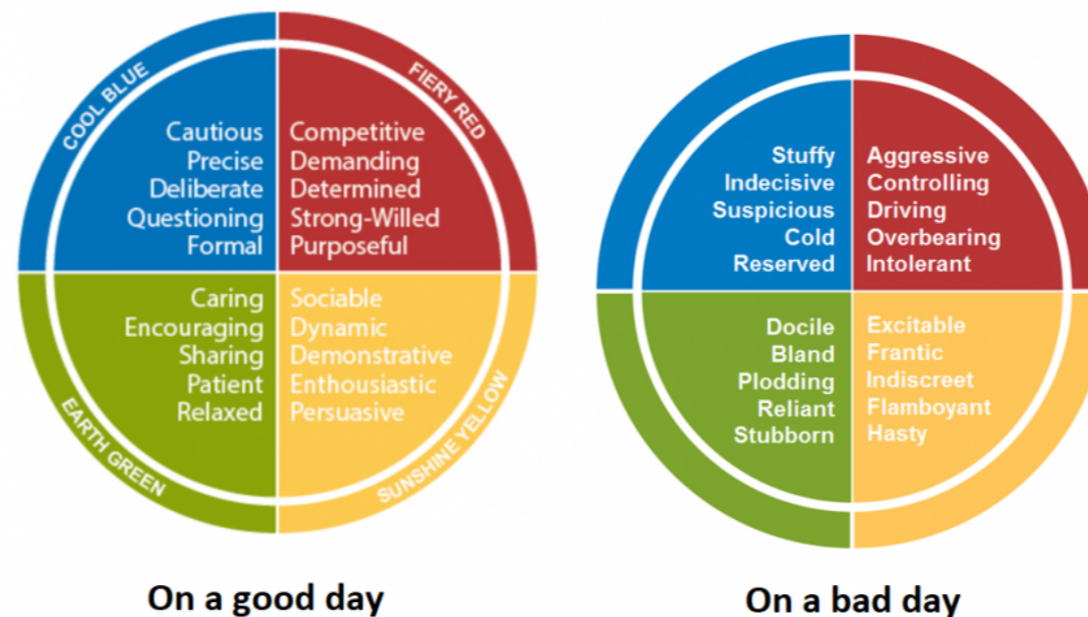 COOL BLUE
FIERY RED
Cautious
Precise
Deliberate
Questioning
Formal
Competitive
Demanding
Determined
Strong-Willed
Purposeful
Caring
Encouraging
Sharing
Patient
Relaxed
Sociable
Dynamic
Demonstrative
Enthousiastic
Persuasive
EARTH GREEN
SUNSHINE YELLOW
On a good day
Stuffy
Indecisive
Suspicious
Cold
Reserved
Aggressive
Controlling
Driving
Overbearing
Intolerant
Docile
Bland
Plodding
Reliant
Stubborn
Excitable
Frantic
Indiscreet
Flamboyant
Hasty
On a bad day